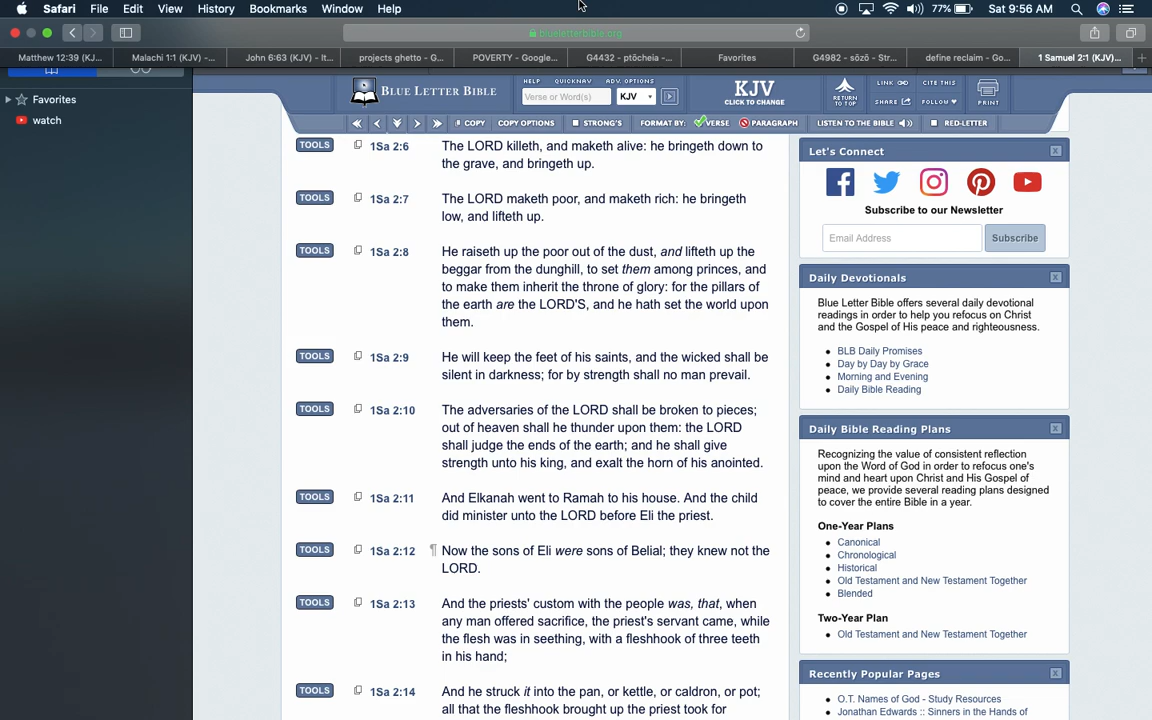 Safari File Edit View History Bookmarks Window Help 77% Sat 9:56 AM
blueletterbible.org
Matthew 12:39 (KJ... Malachi 1:1 (KJV) -... John 6:63 (KJV) - It... projects ghetto - G... POVERTY - Google... G4432 - ptōcheia -... Favorites G4982 - sōzō - Stro... define reclaim - Goo... 1 Samuel 2:1 (KJV)...
Favorites
watch
BLUE LETTER BIBLE
HELP QUICKNAV ADV. OPTIONS
Verse or Word(s) KJV
KJV
CLICK TO CHANGE
RETURN
TO TOP
LINK CITE THIS
SHARE FOLLOW
PRINT
COPY COPY OPTIONS STRONG'S FORMAT BY: VERSE PARAGRAPH LISTEN TO THE BIBLE RED-LETTER
TOOLS 1Sa 2:6 The LORD killeth, and maketh alive: he bringeth down to
the grave, and bringeth up.
TOOLS 1Sa 2:7 The LORD maketh poor, and maketh rich: he bringeth
low, and lifteth up.
TOOLS 1Sa 2:8 He raiseth up the poor out of the dust, and lifteth up the
beggar from the dunghill, to set them among princes, and
to make them inherit the throne of glory: for the pillars of
the earth are the LORD'S, and he hath set the world upon
them.
TOOLS 1Sa 2:9 He will keep the feet of his saints, and the wicked shall be
silent in darkness; for by strength shall no man prevail.
TOOLS 1Sa 2:10 The adversaries of the LORD shall be broken to pieces;
out of heaven shall he thunder upon them: the LORD
shall judge the ends of the earth; and he shall give
strength unto his king, and exalt the horn of his anointed.
TOOLS 1Sa 2:11 And Elkanah went to Ramah to his house. And the child
did minister unto the LORD before Eli the priest.
TOOLS 1Sa 2:12 ¶ Now the sons of Eli were sons of Belial; they knew not the
LORD.
TOOLS 1Sa 2:13 And the priests' custom with the people was, that, when
any man offered sacrifice, the priest's servant came, while
the flesh was in seething, with a fleshhook of three teeth
in his hand;
TOOLS 1Sa 2:14 And he struck it into the pan, or kettle, or caldron, or pot;
all that the fleshhook brought up the priest took for
Let's Connect
Subscribe to our Newsletter
Email Address Subscribe
Daily Devotionals
Blue Letter Bible offers several daily devotional
readings in order to help you refocus on Christ
and the Gospel of His peace and righteousness.
BLB Daily Promises
Day by Day by Grace
Morning and Evening
Daily Bible Reading
Daily Bible Reading Plans
Recognizing the value of consistent reflection
upon the Word of God in order to refocus one's
mind and heart upon Christ and His Gospel of
peace, we provide several reading plans designed
to cover the entire Bible in a year.
One-Year Plans
Canonical
Chronological
Historical
Old Testament and New Testament Together
Blended
Two-Year Plan
Old Testament and New Testament Together
Recently Popular Pages
O.T. Names of God - Study Resources
Jonathan Edwards :: Sinners in the Hands of